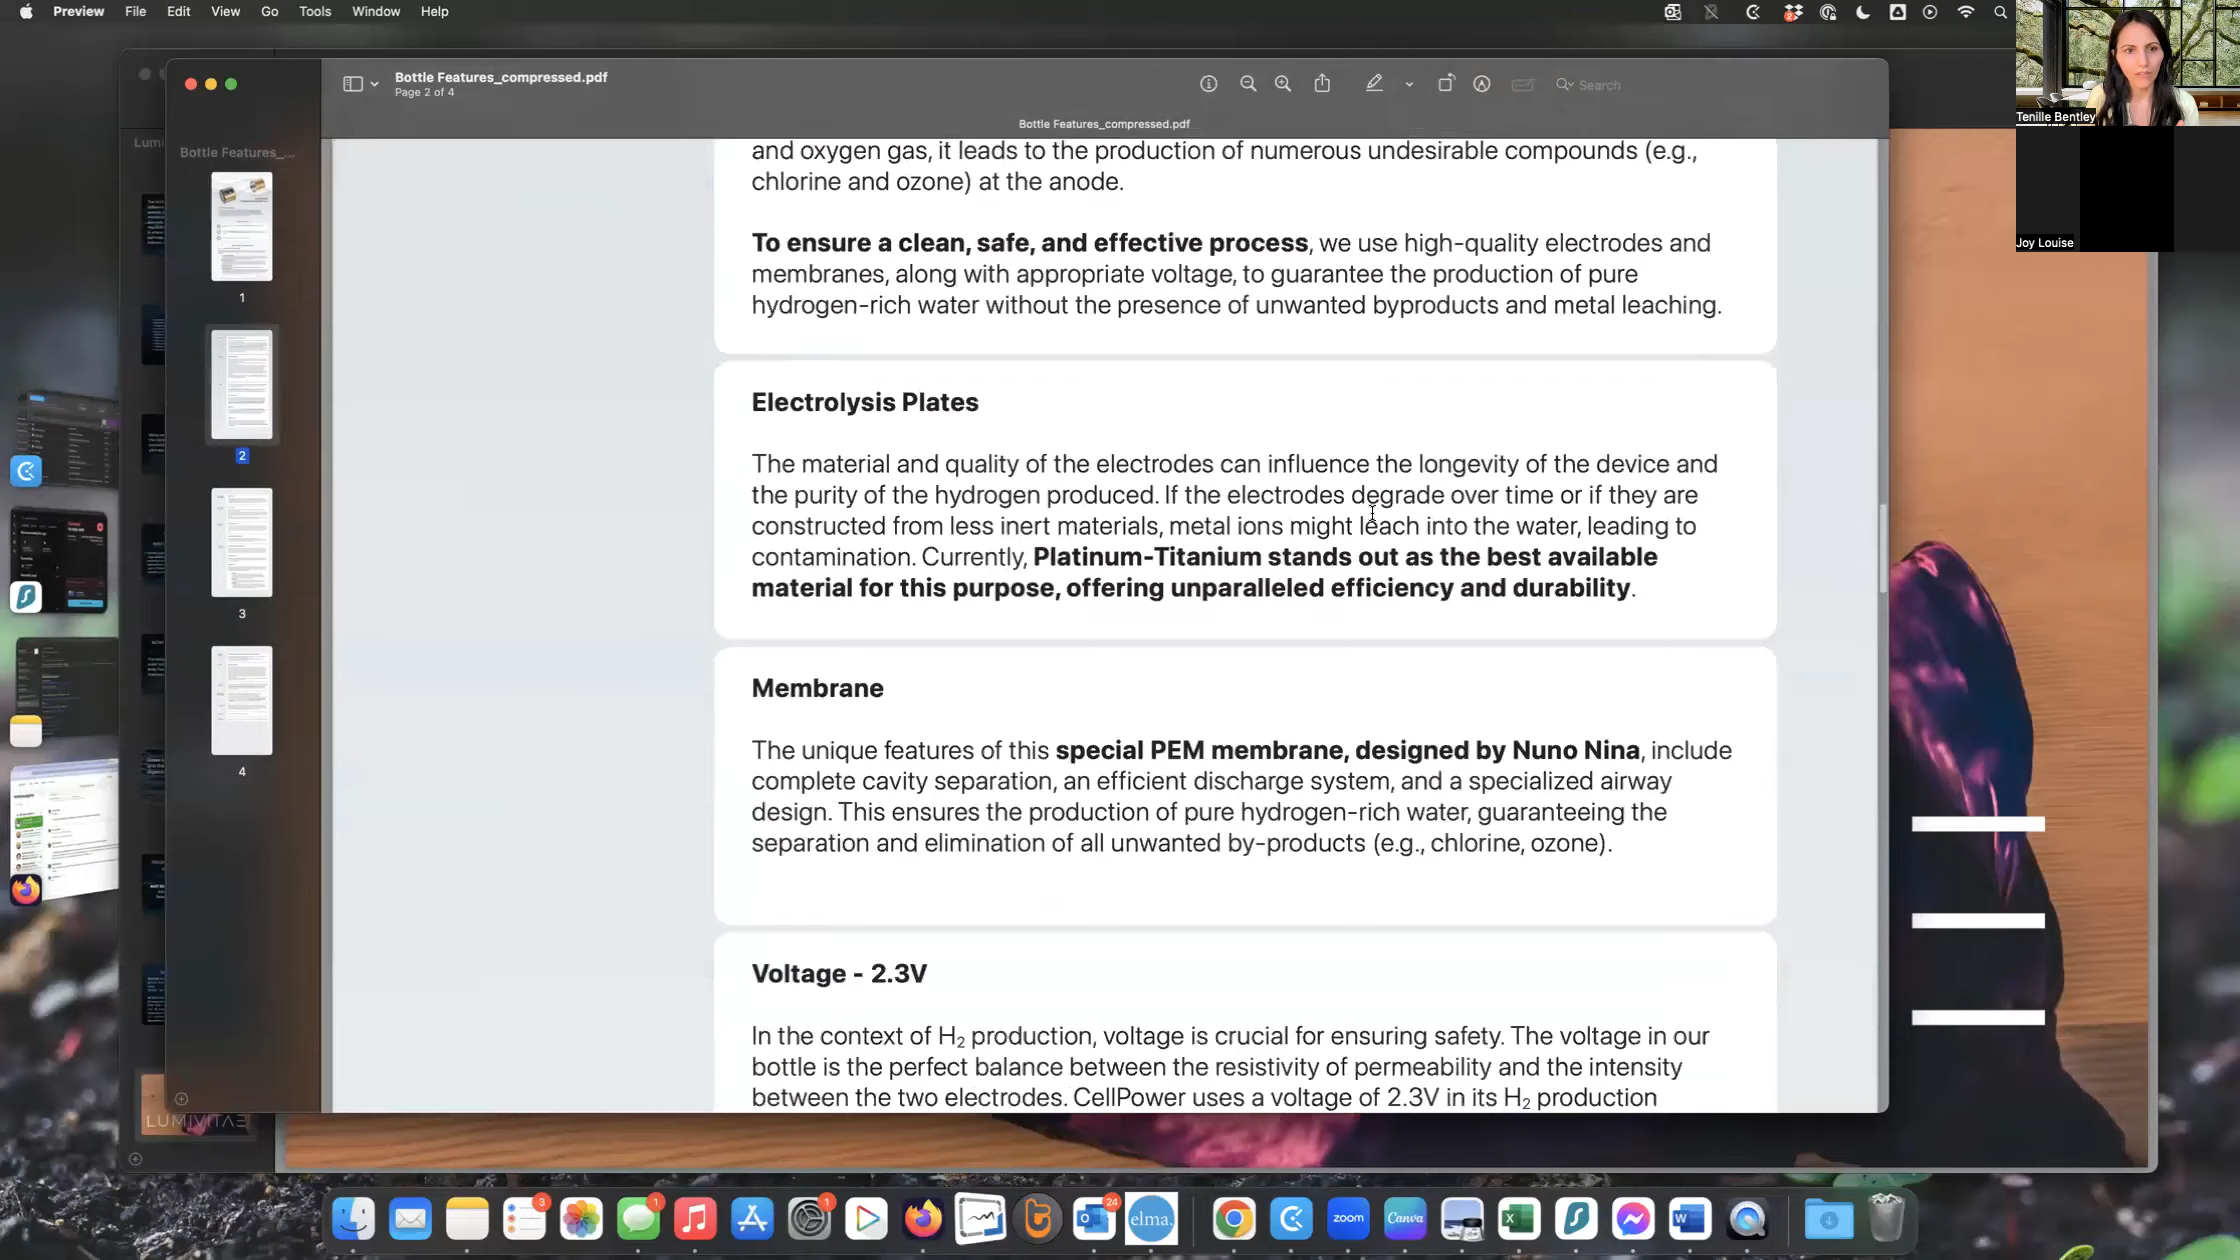 Preview File Edit View Go Tools Window Help
Bottle Features_compressed.pdf
Page 2 of 4
Search
Bottle Features_compressed.pdf
Tenille Bentley
Joy Louise
Bottle Features_...
1
2
3
4
and oxygen gas, it leads to the production of numerous undesirable compounds (e.g.,
chlorine and ozone) at the anode.
To ensure a clean, safe, and effective process, we use high-quality electrodes and
membranes, along with appropriate voltage, to guarantee the production of pure
hydrogen-rich water without the presence of unwanted byproducts and metal leaching.
Electrolysis Plates
The material and quality of the electrodes can influence the longevity of the device and
the purity of the hydrogen produced. If the electrodes degrade over time or if they are
constructed from less inert materials, metal ions might leach into the water, leading to
contamination. Currently, Platinum-Titanium stands out as the best available
material for this purpose, offering unparalleled efficiency and durability.
Membrane
The unique features of this special PEM membrane, designed by Nuno Nina, include
complete cavity separation, an efficient discharge system, and a specialized airway
design. This ensures the production of pure hydrogen-rich water, guaranteeing the
separation and elimination of all unwanted by-products (e.g., chlorine, ozone).
Voltage - 2.3V
In the context of H₂ production, voltage is crucial for ensuring safety. The voltage in our
bottle is the perfect balance between the resistivity of permeability and the intensity
between the two electrodes. CellPower uses a voltage of 2.3V in its H₂ production
LUMIVITAE
3
1
1
24
elma.
zoom
Canva